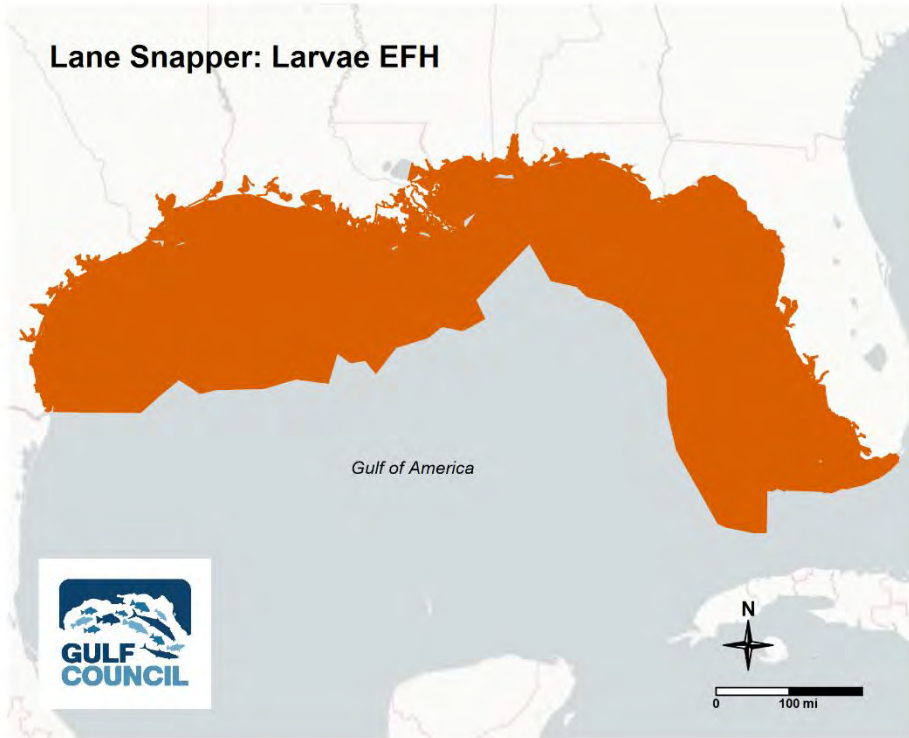 Lane Snapper: Larvae EFH
Gulf of America
GULF
COUNCIL
N
0 100 mi